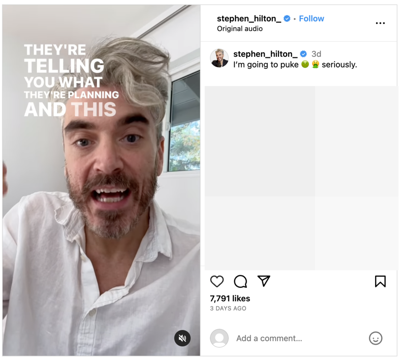 THEY'RE
TELLING
YOU WHAT
THEY'RE PLANNING
AND THIS
stephen_hilton_ • Follow
Original audio
stephen_hilton_ 3d
I'm going to puke 🤢 🤮 seriously.
7,791 likes
3 DAYS AGO
Add a comment...